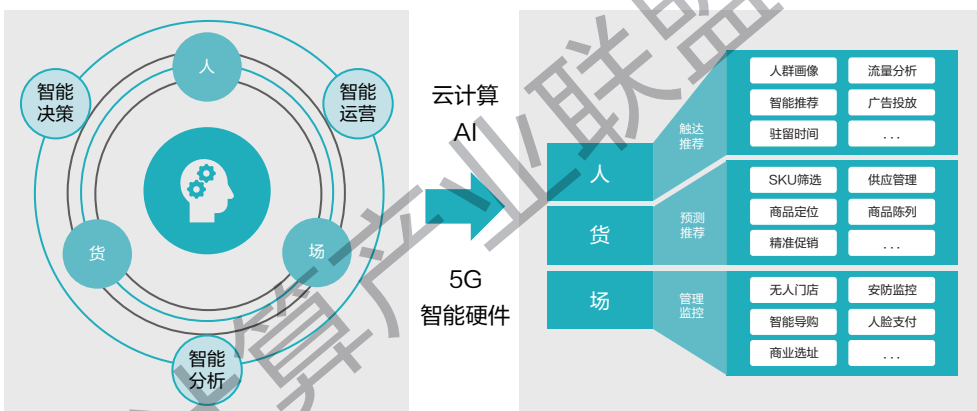 人
智能
决策
智能
运营
货
场
智能
分析
云计算
AI
5G
智能硬件
人
货
场
触达
推荐
预测
推荐
管理
监控
人群画像
流量分析
智能推荐
广告投放
驻留时间
...
SKU筛选
供应管理
商品定位
商品陈列
精准促销
...
无人门店
安防监控
智能导购
人脸支付
商业选址
...
算产业联盟